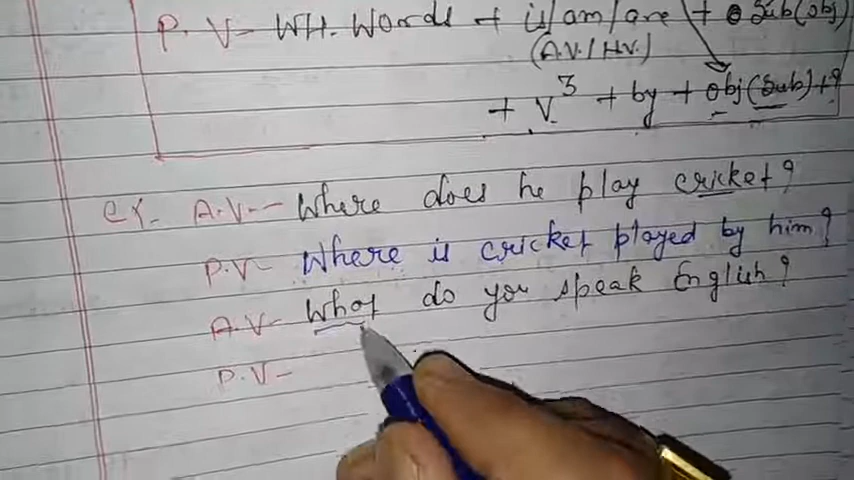 P.V- WH. Words + is/am/are + Sub(Obj)
(A.V./H.V.)
+ V3 + by + obj(Sub)+?
ex- A.V.- Where does he play cricket?
P.V- Where is cricket played by him?
A.V- What do you speak English?
P.V-